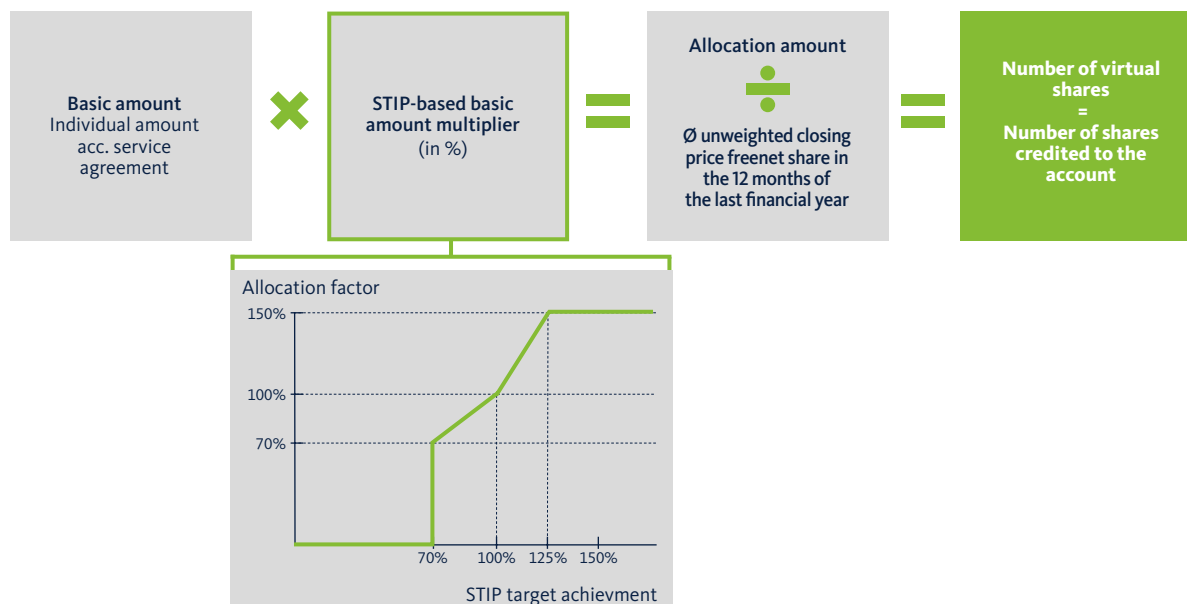 Basic amount
Individual amount
acc. service
agreement
STIP-based basic
amount multiplier
(in %)
Allocation amount
Ø unweighted closing
price freenet share in
the 12 months of
the last financial year
Number of virtual
shares
=
Number of shares
credited to the
account
Allocation factor
150%
100%
70%
70%
100%
125%
150%
STIP target achievment